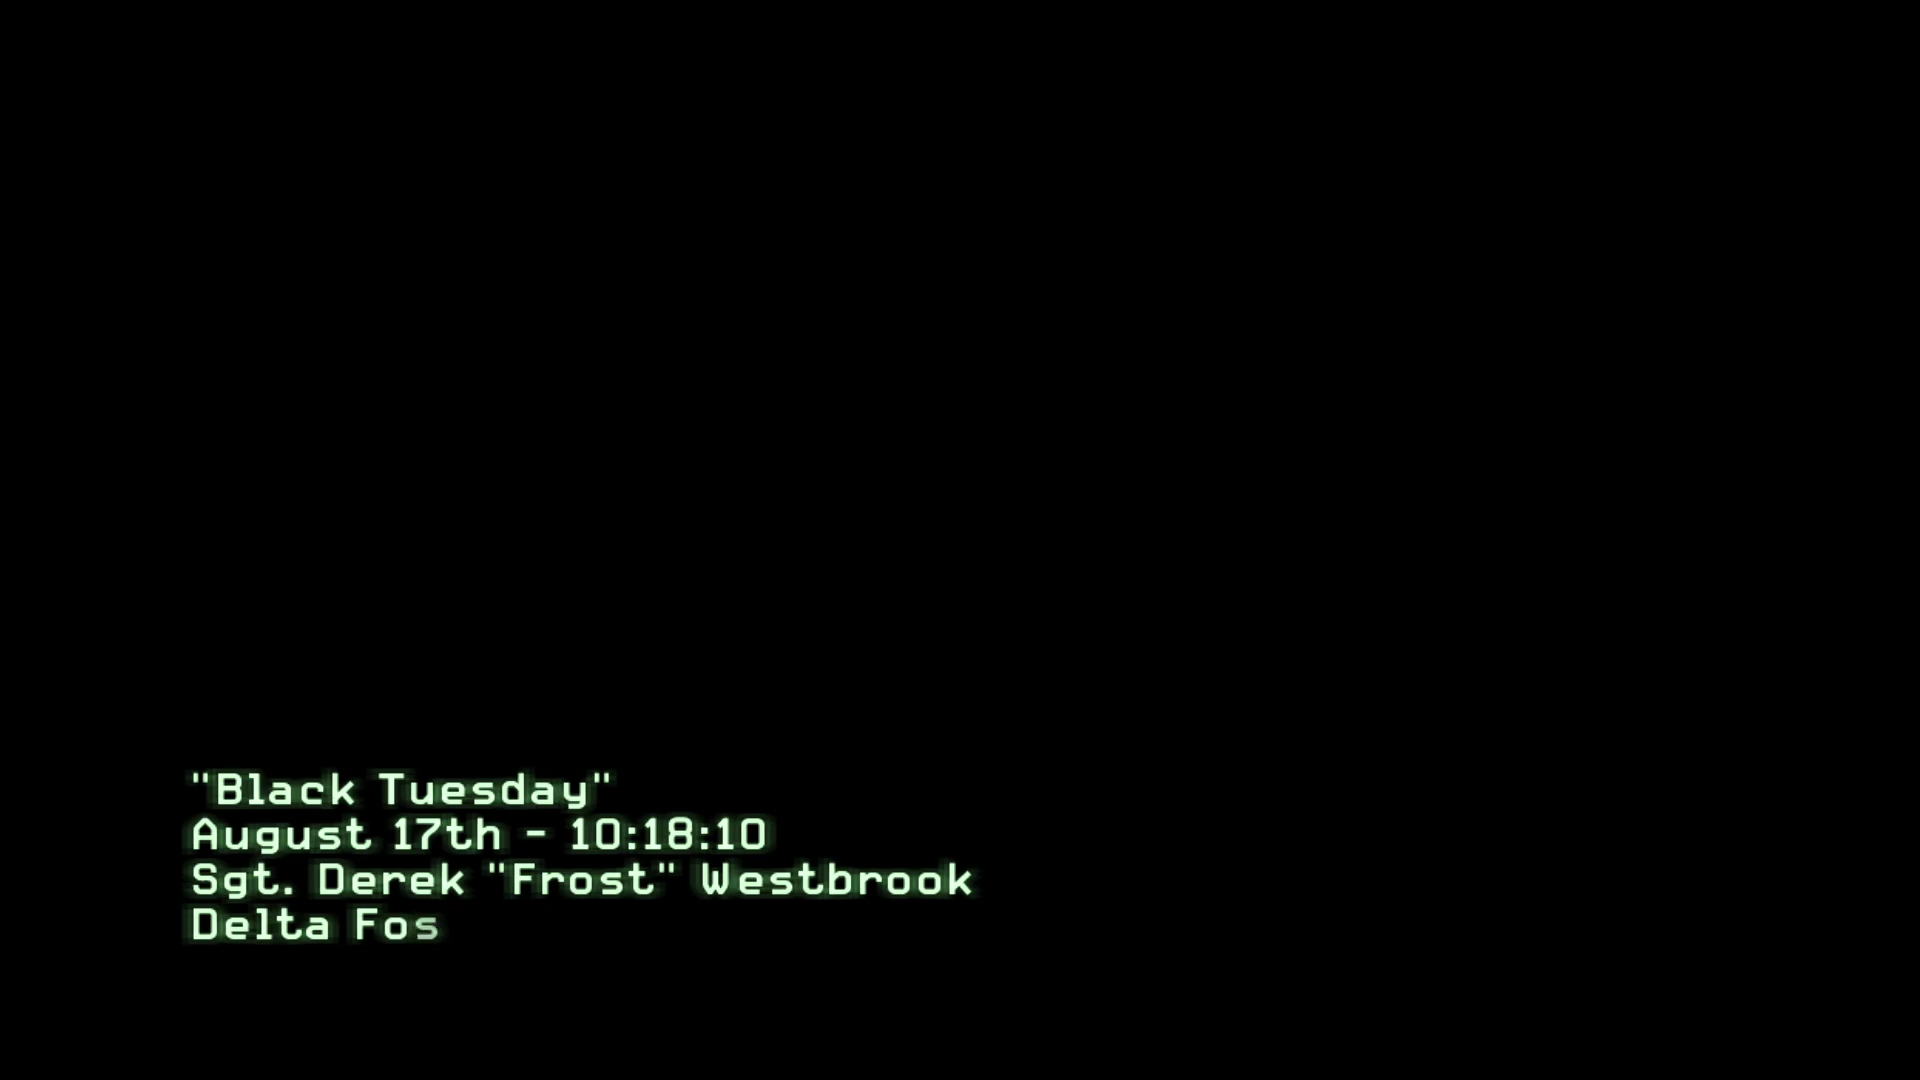 "Black Tuesday"
August 17th - 10:18:10
Sgt. Derek "Frost" Westbrook
Delta Fos